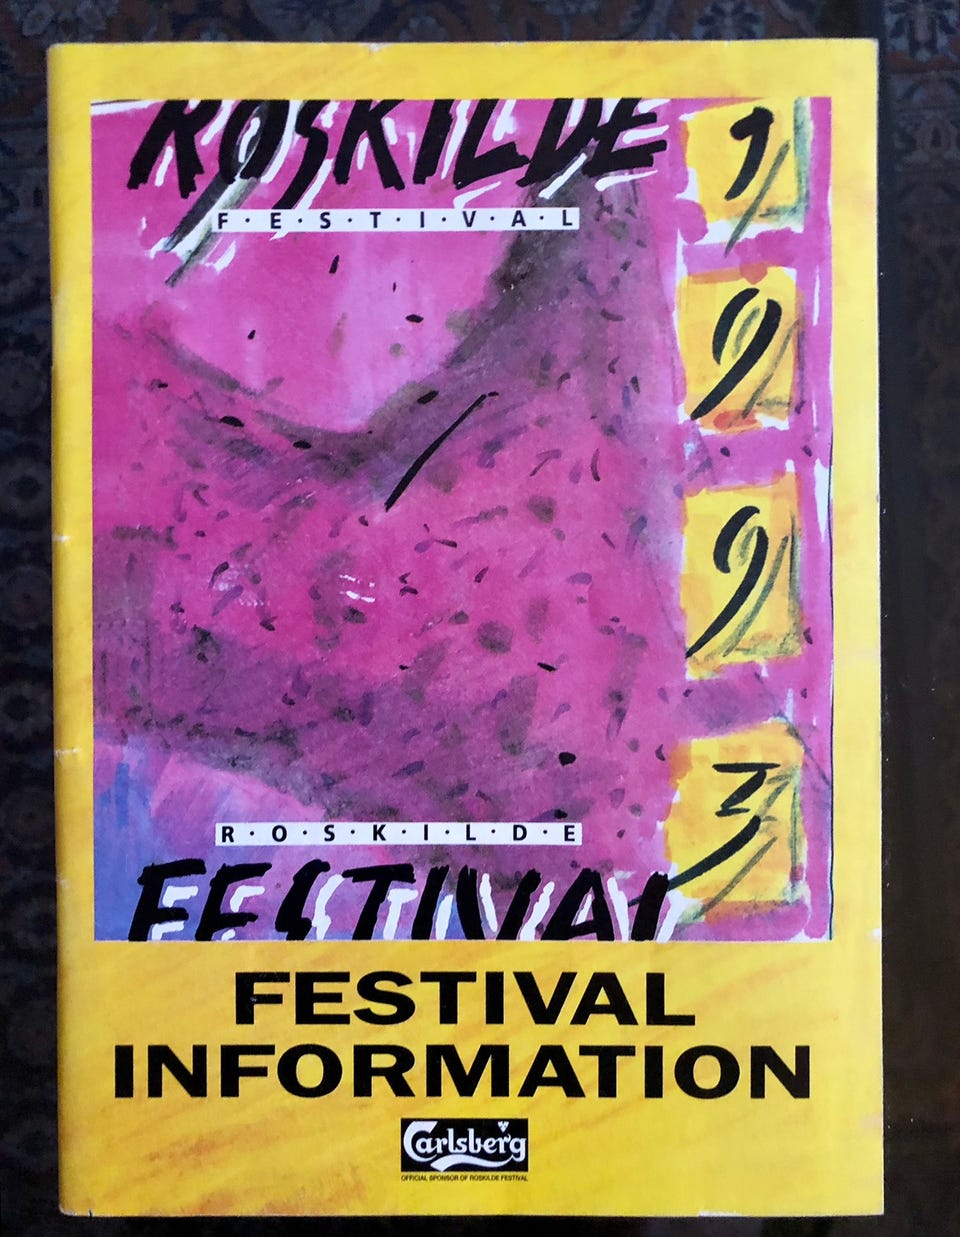 ROSKILDE
F·E·S·T·I·V·A·L
1
9
9
3
R·O·S·K·I·L·D·E
FESTIVAL
FESTIVAL
INFORMATION
Carlsberg
OFFICIAL SPONSOR OF ROSKILDE FESTIVAL